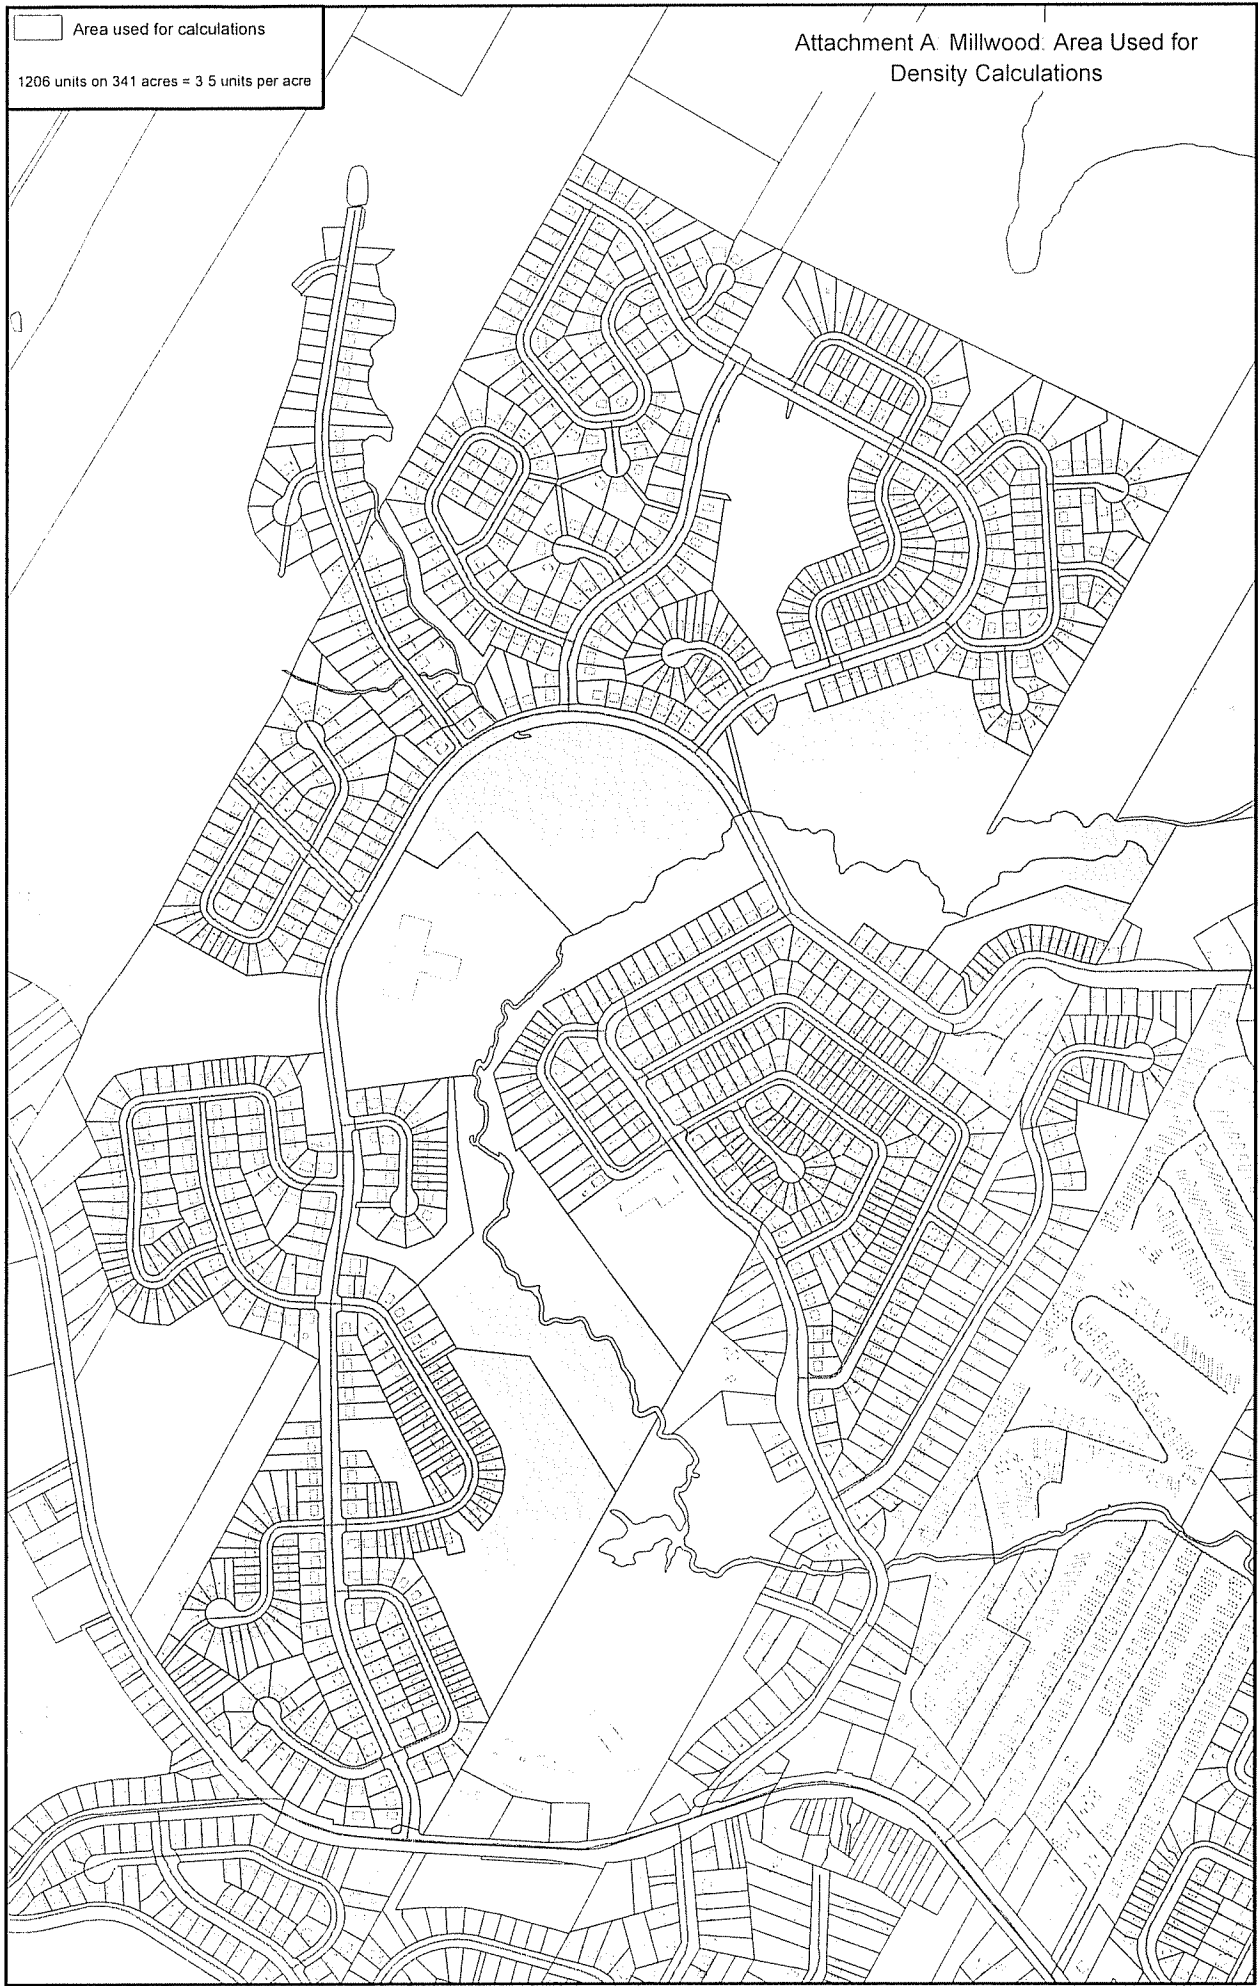 Area used for calculations
1206 units on 341 acres = 3 5 units per acre
Attachment A: Millwood: Area Used for
Density Calculations